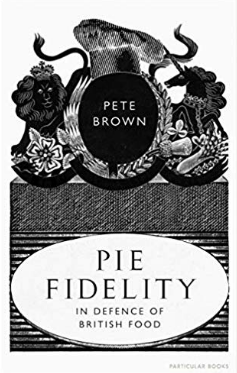 PETE
BROWN
PIE
FIDELITY
IN DEFENCE OF
BRITISH FOOD
PARTICULAR BOOKS